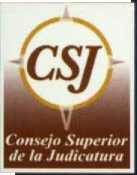 CSJ
Consejo Superior
de la Judicatura